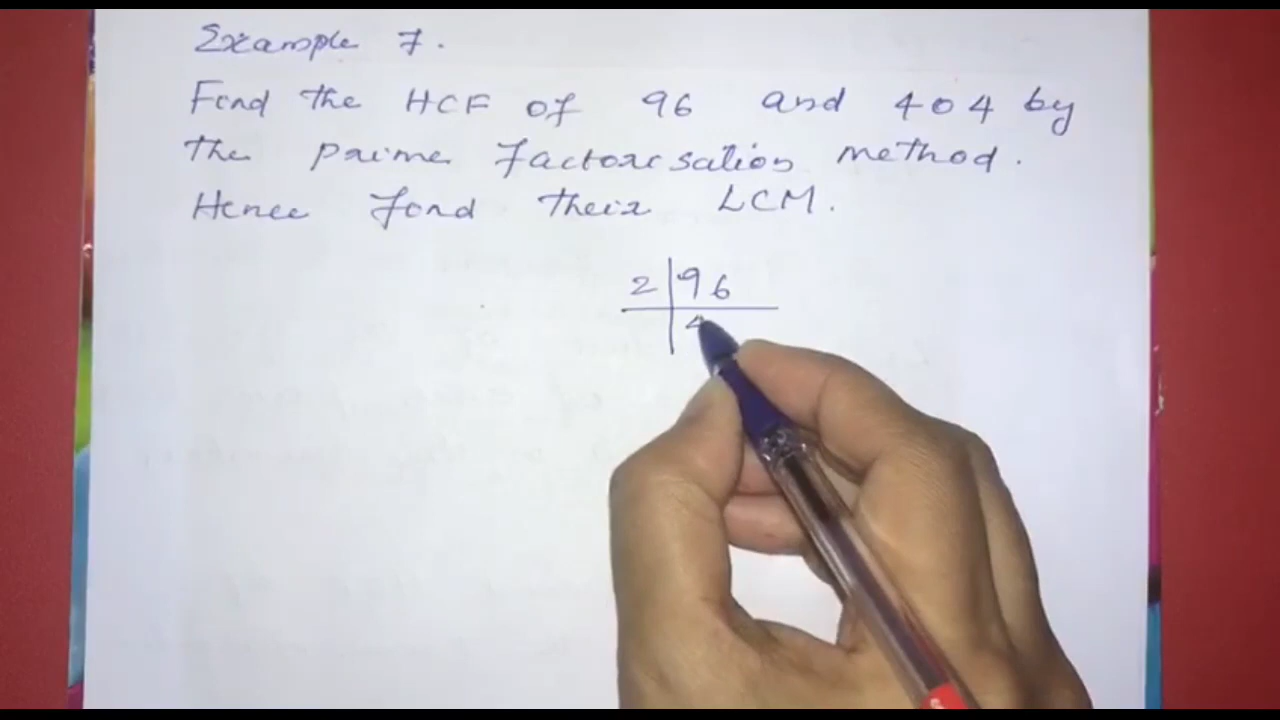 Example 7.
Find the HCF of 96 and 404 by
the prime factorisation method.
Hence find their LCM.
2 | 96
4